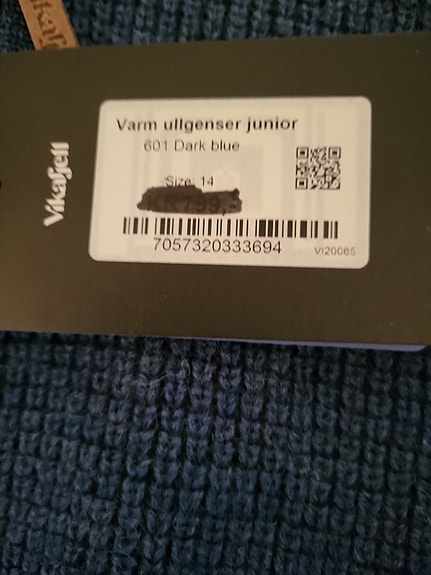 Vikafjell
Varm ullgenser junior
601 Dark blue
Size: 14
7057320333694
VI20065